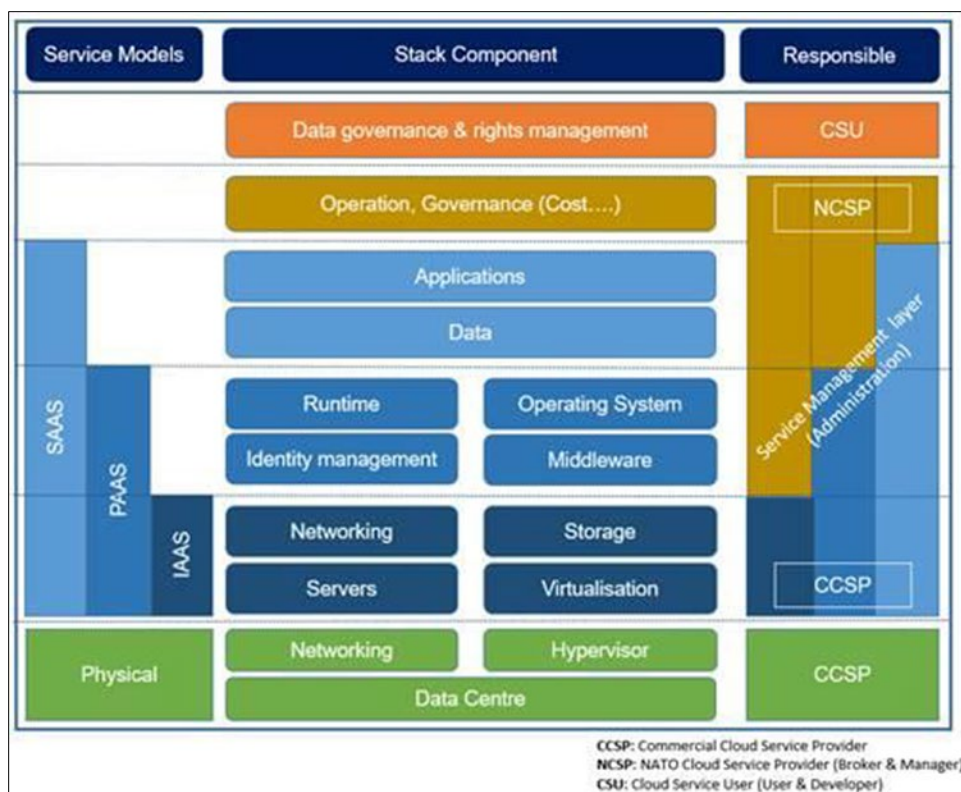 Service Models
Stack Component
Responsible
Data governance & rights management
CSU
Operation, Governance (Cost....)
NCSP
Applications
Data
Runtime
Operating System
Identity management
Middleware
Service Management layer
(Administration)
SAAS
PAAS
IAAS
Networking
Storage
Servers
Virtualisation
CCSP
Physical
Networking
Hypervisor
Data Centre
CCSP
CCSP: Commercial Cloud Service Provider
NCSP: NATO Cloud Service Provider (Broker & Manager)
CSU: Cloud Service User (User & Developer)